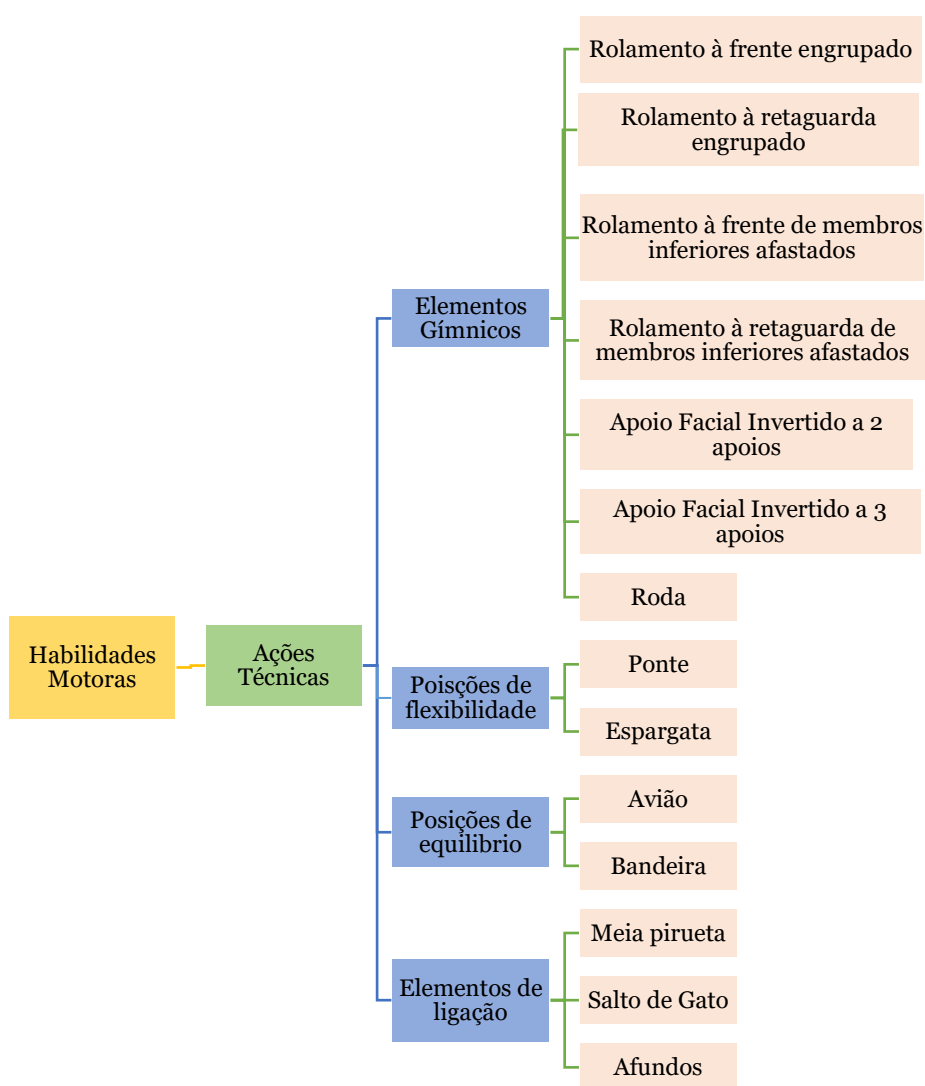 Rolamento à frente engrupado
Rolamento à retaguarda
engrupado
Rolamento à frente de membros
inferiores afastados
Elementos
Gímnicos
Rolamento à retaguarda de
membros inferiores afastados
Apoio Facial Invertido a 2
apoios
Apoio Facial Invertido a 3
apoios
Roda
Habilidades
Motoras
Ações
Técnicas
Poisções de
flexibilidade
Ponte
Espargata
Posições de
equilibrio
Avião
Bandeira
Elementos de
ligação
Meia pirueta
Salto de Gato
Afundos